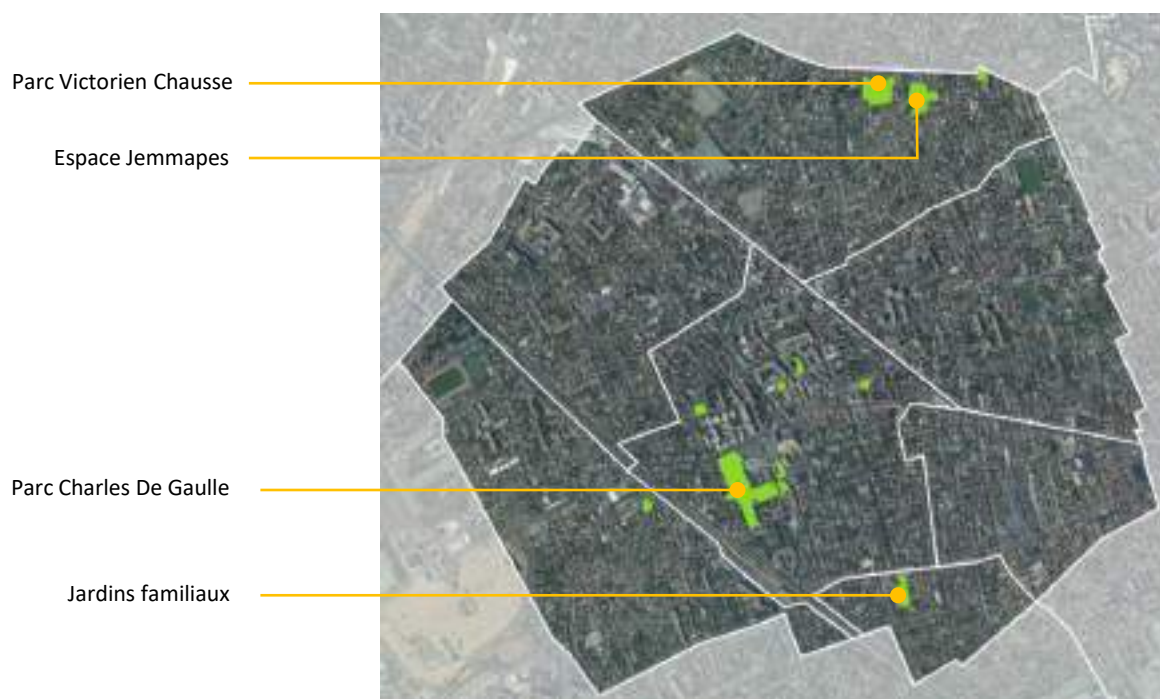 Parc Victorien Chausse
Espace Jemmapes
Parc Charles De Gaulle
Jardins familiaux